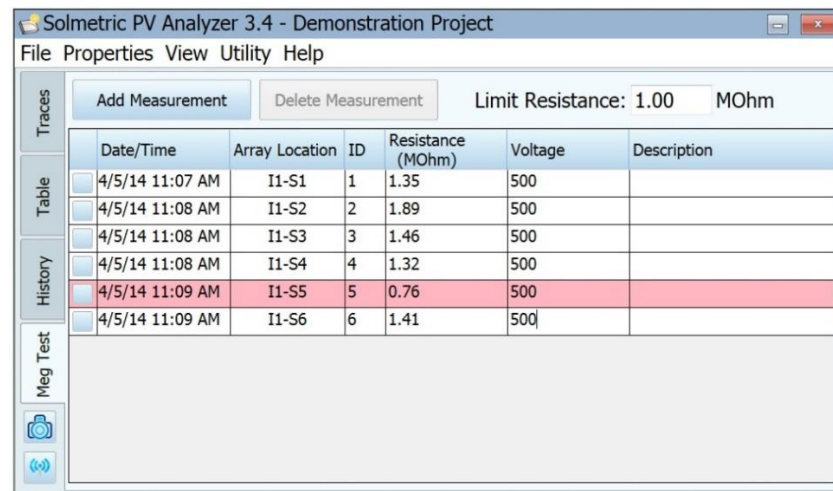 Solmetric PV Analyzer 3.4 - Demonstration Project
File Properties View Utility Help
Traces
Table
History
Meg Test
Add Measurement Delete Measurement Limit Resistance: 1.00 MOhm
Date/Time Array Location ID Resistance (MOhm) Voltage Description
4/5/14 11:07 AM I1-S1 1 1.35 500
4/5/14 11:08 AM I1-S2 2 1.89 500
4/5/14 11:08 AM I1-S3 3 1.46 500
4/5/14 11:08 AM I1-S4 4 1.32 500
4/5/14 11:09 AM I1-S5 5 0.76 500
4/5/14 11:09 AM I1-S6 6 1.41 500